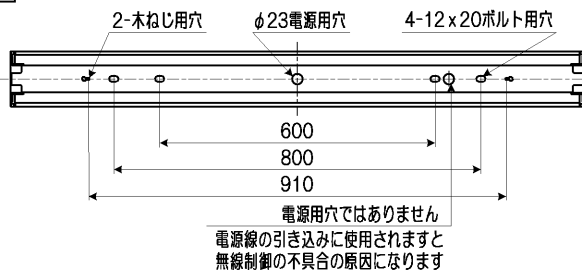 2-木ねじ用穴
φ23電源用穴
4-12x20ボルト用穴
600
800
910
電源用穴ではありません
電源線の引き込みに使用されますと
無線制御の不具合の原因になります